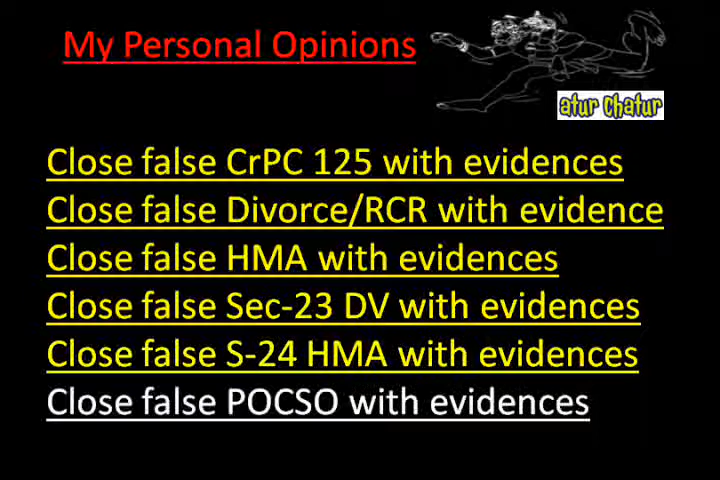 My Personal Opinions
atur Chatur
Close false CrPC 125 with evidences
Close false Divorce/RCR with evidence
Close false HMA with evidences
Close false Sec-23 DV with evidences
Close false S-24 HMA with evidences
Close false POCSO with evidences